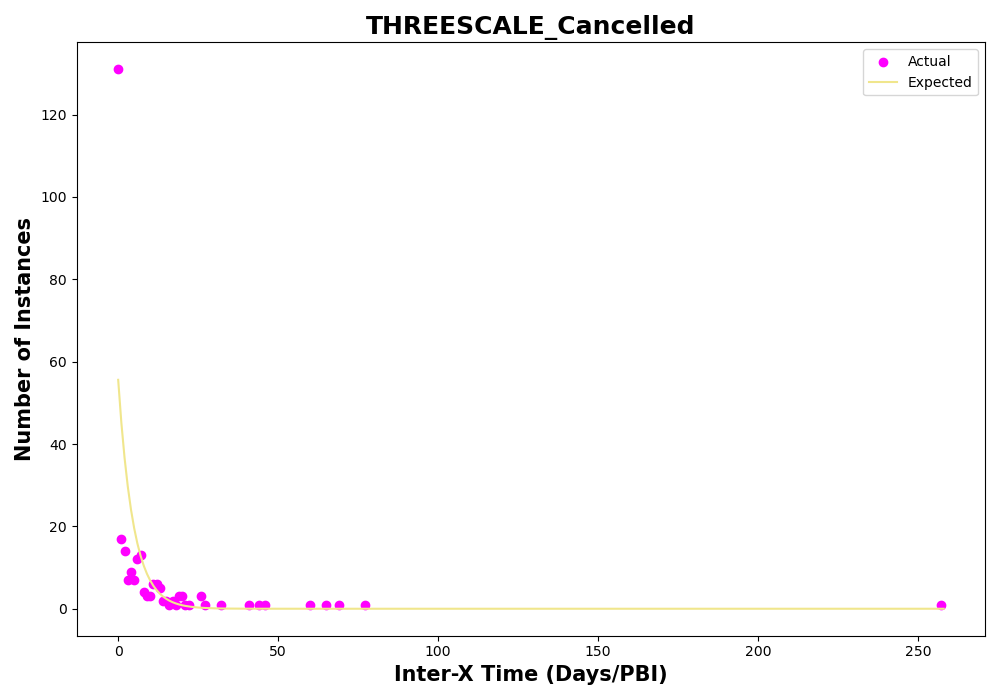 THREESCALE_Cancelled
Actual
Expected
Number of Instances
120
100
80
60
40
20
0
0 50 100 150 200 250
Inter-X Time (Days/PBI)